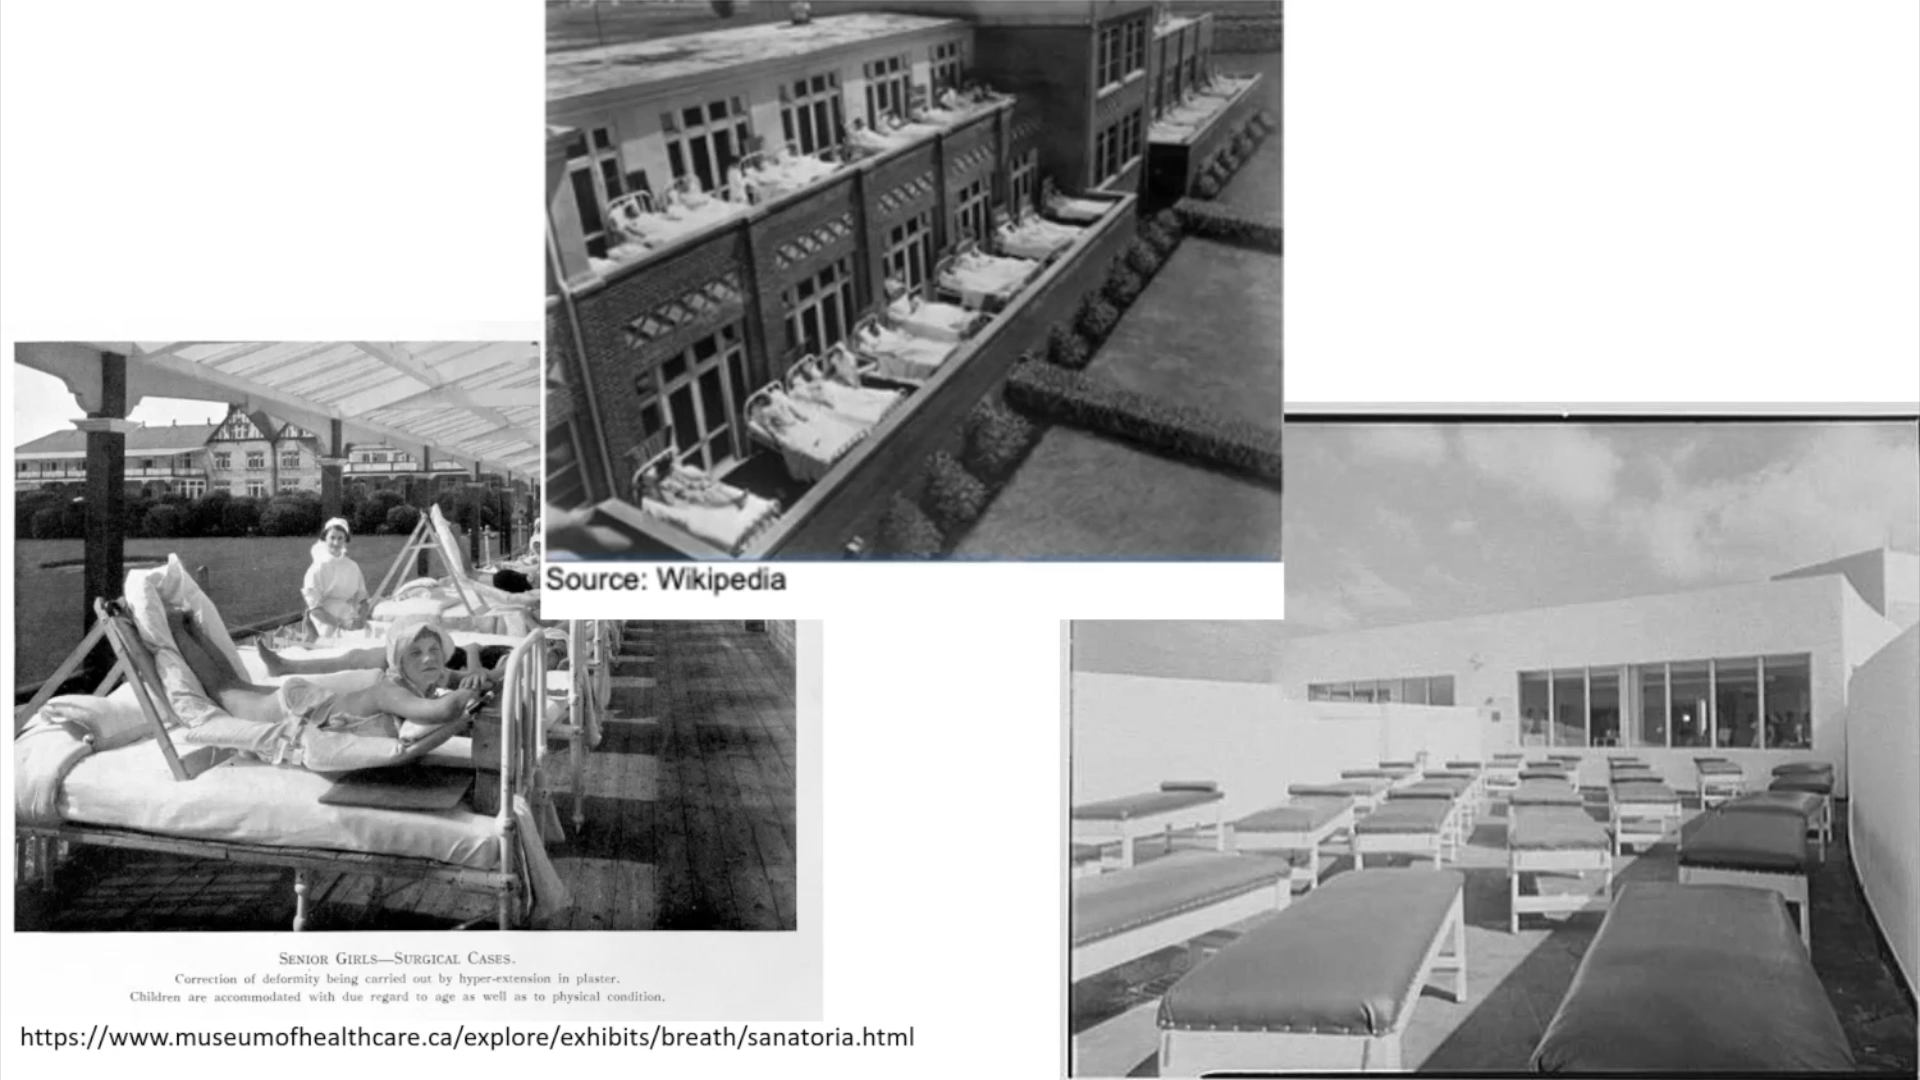 Source: Wikipedia
Senior Girls—Surgical Cases.
Correction of deformity being carried out by hyper-extension in plaster.
Children are accommodated with due regard to age as well as to physical condition.
https://www.museumofhealthcare.ca/explore/exhibits/breath/sanatoria.html